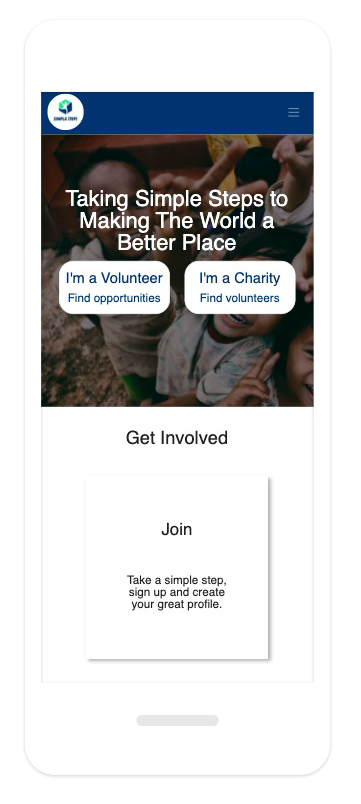 SIMPLE STEPS
Taking Simple Steps to
Making The World a
Better Place
I'm a Volunteer
Find opportunities
I'm a Charity
Find volunteers
Get Involved
Join
Take a simple step,
sign up and create
your great profile.